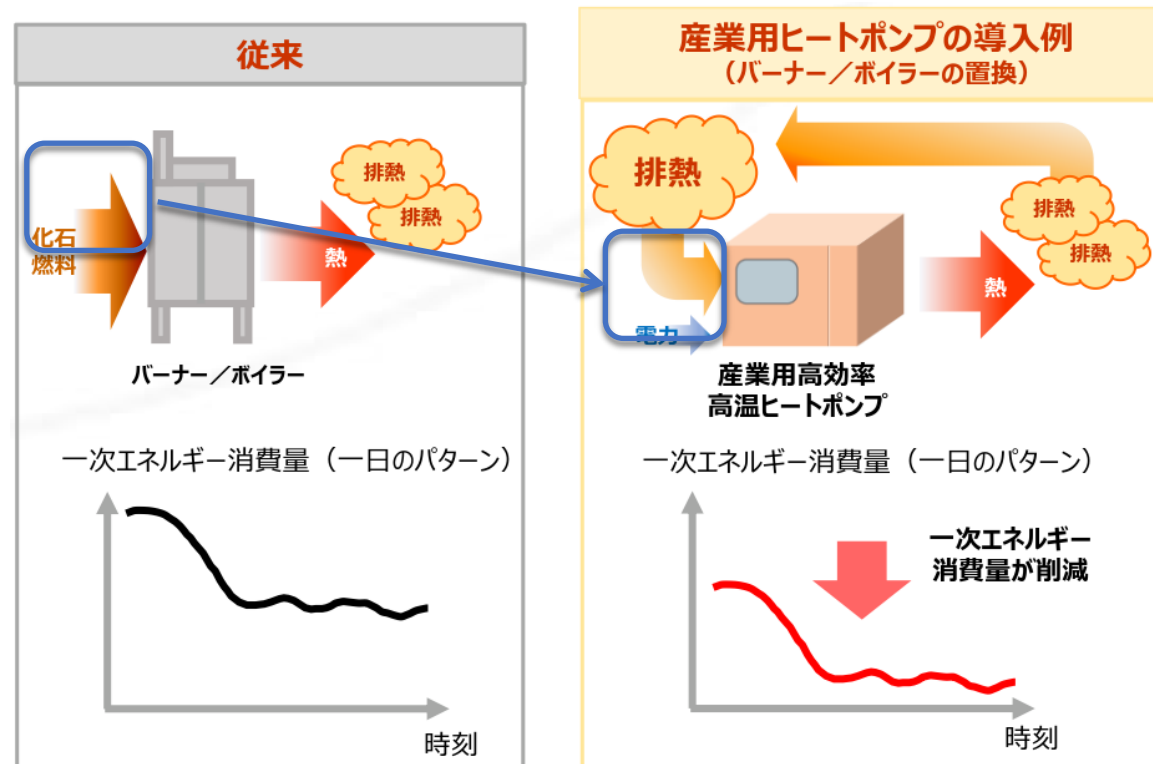 従来
化石
燃料
熱
排熱
排熱
バーナー／ボイラー
一次エネルギー消費量（一日のパターン）
時刻
産業用ヒートポンプの導入例
（バーナー／ボイラーの置換）
排熱
電力
熱
排熱
排熱
産業用高効率
高温ヒートポンプ
一次エネルギー消費量（一日のパターン）
一次エネルギー
消費量が削減
時刻